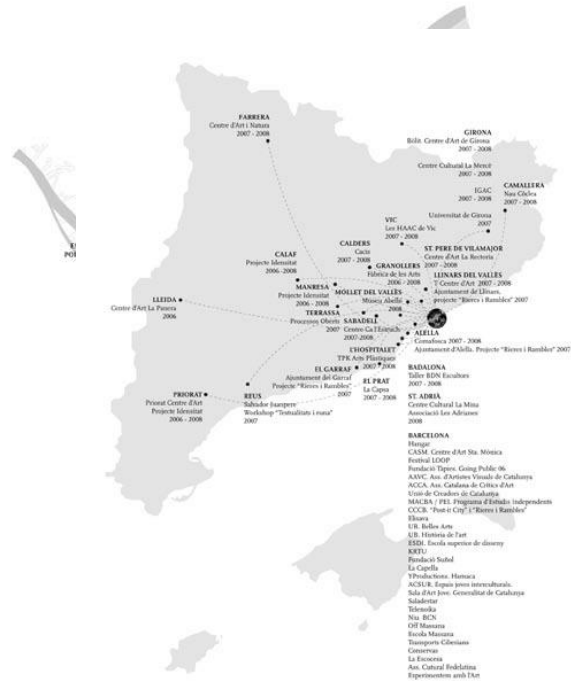 FARRERA
Centre d'Art i Natura
2007 - 2008
GIRONA
Bòlit. Centre d'Art de Girona
2007 - 2008
Centre Cultural La Mercè
2007 - 2008
IGAC
2007 - 2008
Universitat de Girona
2007
CAMALLERA
Nau Côclea
2007 - 2008
VIC
Les HAAC de Vic
2007 - 2008
ST. PERE DE VILAMAJOR
Centre d'Art La Rectoria
2007 - 2008
CALDERS
Cacis
2007 - 2008
GRANOLLERS
Fàbrica de les Arts
2006 - 2008
LLINARS DEL VALLÈS
T Centre d'Art 2007 - 2008
Ajuntament de Llinars.
projecte "Rieres i Rambles" 2007
CALAF
Projecte Idensitat
2006 - 2008
MANRESA
Projecte Idensitat
2006 - 2008
MOLLET DEL VALLÈS
Museu Abelló
2008
LLEIDA
Centre d'Art La Panera
2006
TERRASSA
Processos Oberts
2007
SABADELL
Centre Ca l'Estruch
2007-2008
ALELLA
Comafosca 2007 - 2008
Ajuntament d'Alella. Projecte "Rieres i Rambles" 2007
L'HOSPITALET
TPK Arts Plàstiques
2007 - 2008
EL GARRAF
Ajuntament del Garraf
Projecte "Rieres i Rambles"
2007
EL PRAT
La Capsa
2007 - 2008
PRIORAT
Priorat Centre d'Art
Projecte Idensitat
2006 - 2008
REUS
Salvador Juanpere
Workshop
2007
BADALONA
Taller BDN Escultors
2007 - 2008
ST. ADRIÀ
Centre Cultural La Mina
Associació Les Adrianes
2008
BARCELONA
Hangar
CASM. Centre d'Art Sta. Mònica
Festival LOOP
Fundació Tàpies. Going Public 06
AAVC. Ass. d'Artistes Visuals de Catalunya
ACCA. Ass. Catalana de Crítics d'Art
Unió de Creadors de Catalunya
MACBA / PEI. Programa d'Estudis Independents
CCCB. "Post-it City" i "Rieres i Rambles"
Elisava
UB. Belles Arts
UB. Història de l'art
ESDI. Escola superior de disseny
KRTU
Fundació Suñol
La Capella
YProductions. Hamaca
ACSUR. Espais joves interculturals.
Sala d'Art Jove. Generalitat de Catalunya
Saladestar
Telenoika
Niu BCN
Off Massana
Escola Massana
Transports Ciberians
Conservas
La Escocesa
Ass. Cultural Fedelatina
Experimentem amb l'Art